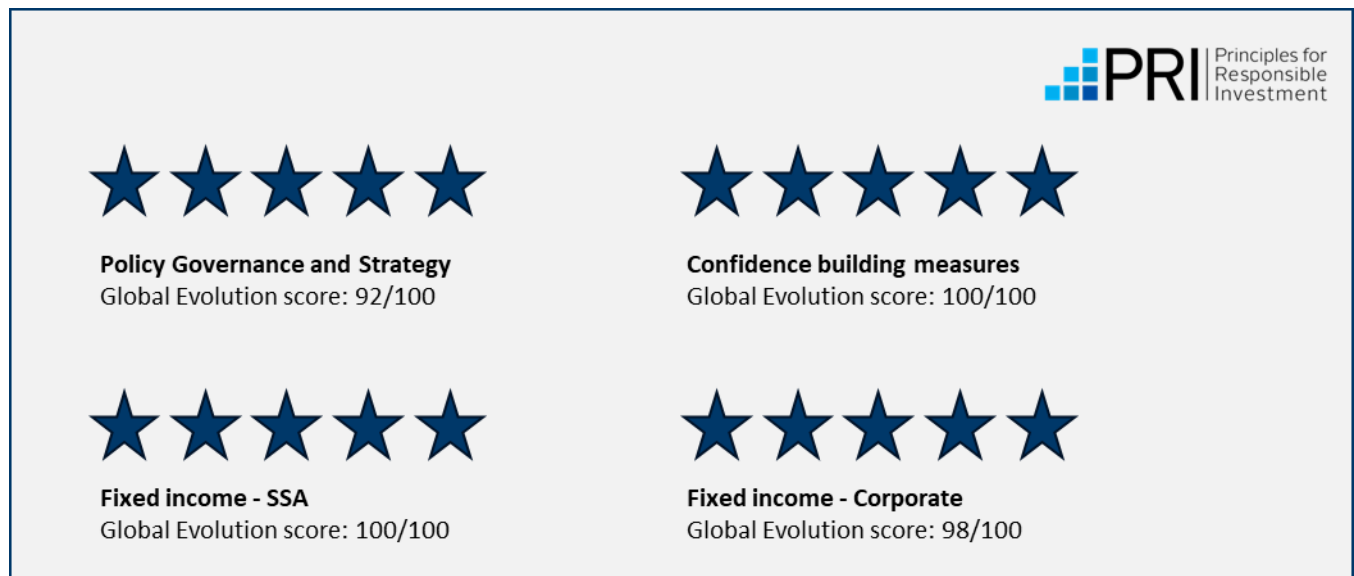 PRI
Principles for
Responsible
Investment
Policy Governance and Strategy
Global Evolution score: 92/100
Confidence building measures
Global Evolution score: 100/100
Fixed income - SSA
Global Evolution score: 100/100
Fixed income - Corporate
Global Evolution score: 98/100